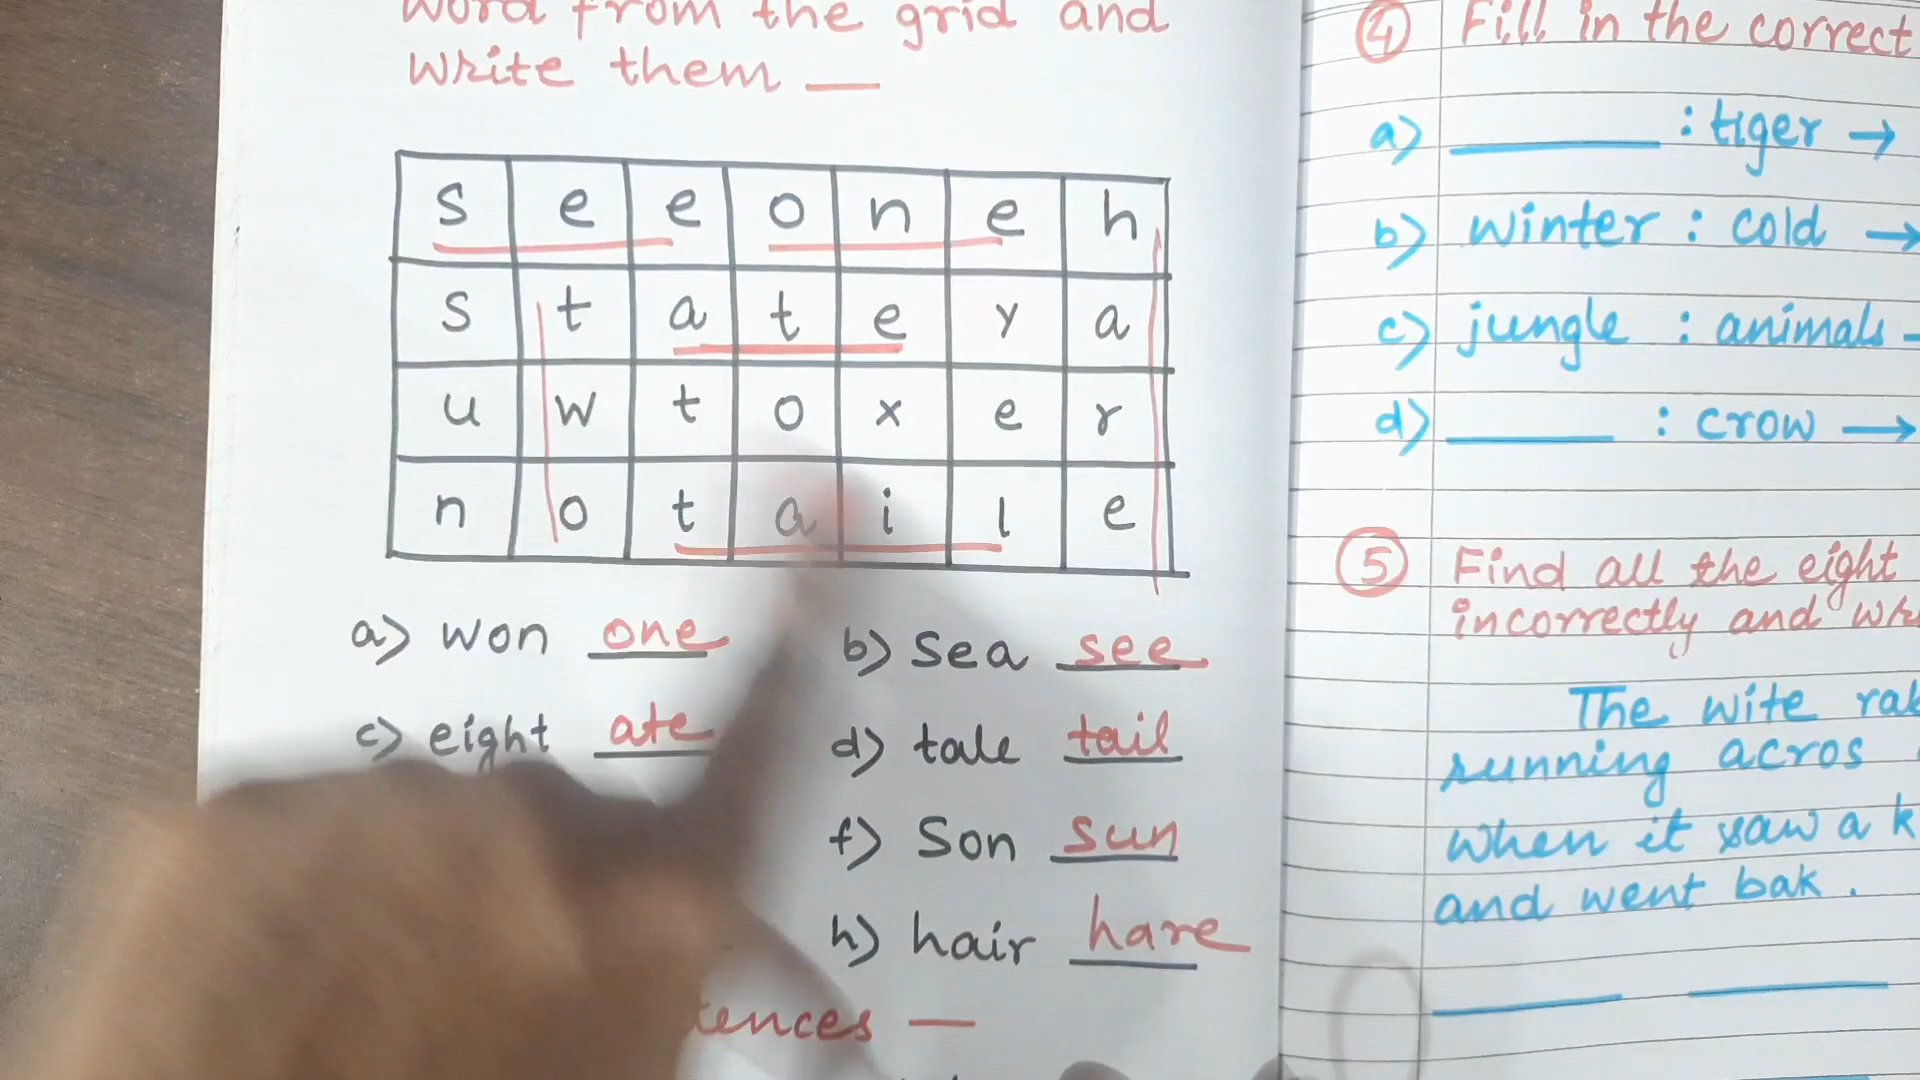 word from the grid and
write them —
s e e o n e h
s t a t e y a
u w t o x e r
n o t a i l e
a) won one b) sea see
c) eight ate d) tale tail
f) Son sun
h) hair hare
tences —
④ Fill in the correct
a) ______ : tiger →
b) winter : cold →
c) jungle : animals -
d) ______ : crow →
⑤ Find all the eight
incorrectly and
The wite
running acros
when it saw a k
and went bak .